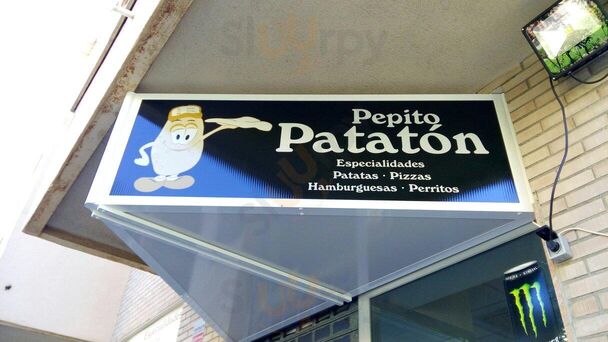 Pepito
Patatón
Especialidades
Patatas · Pizzas
Hamburguesas · Perritos